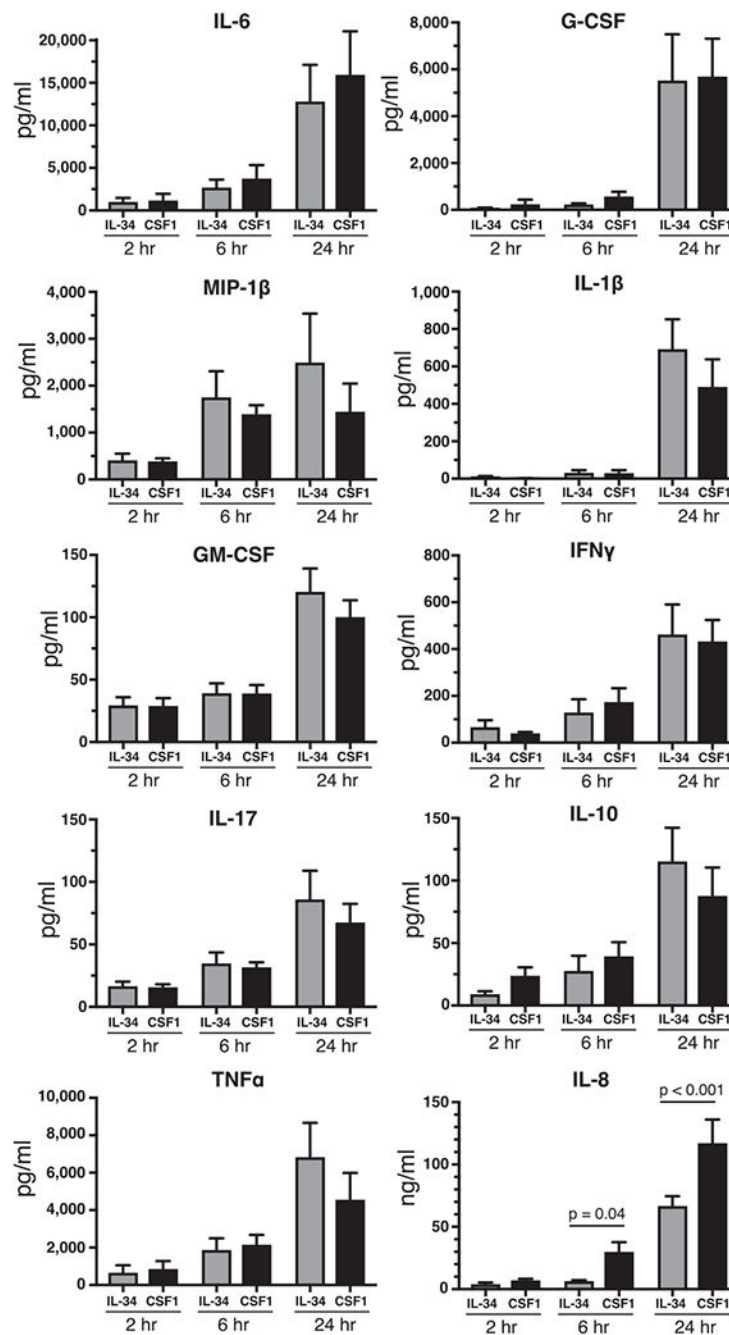 IL-6
pg/ml
20,000
15,000
10,000
5,000
0
IL-34 CSF1 IL-34 CSF1 IL-34 CSF1
2 hr 6 hr 24 hr
G-CSF
pg/ml
8,000
6,000
4,000
2,000
0
IL-34 CSF1 IL-34 CSF1 IL-34 CSF1
2 hr 6 hr 24 hr
MIP-1β
pg/ml
4,000
3,000
2,000
1,000
0
IL-34 CSF1 IL-34 CSF1 IL-34 CSF1
2 hr 6 hr 24 hr
IL-1β
pg/ml
1,000
800
600
400
200
0
IL-34 CSF1 IL-34 CSF1 IL-34 CSF1
2 hr 6 hr 24 hr
GM-CSF
pg/ml
150
100
50
0
IL-34 CSF1 IL-34 CSF1 IL-34 CSF1
2 hr 6 hr 24 hr
IFNγ
pg/ml
800
600
400
200
0
IL-34 CSF1 IL-34 CSF1 IL-34 CSF1
2 hr 6 hr 24 hr
IL-17
pg/ml
150
100
50
0
IL-34 CSF1 IL-34 CSF1 IL-34 CSF1
2 hr 6 hr 24 hr
IL-10
pg/ml
150
100
50
0
IL-34 CSF1 IL-34 CSF1 IL-34 CSF1
2 hr 6 hr 24 hr
TNFα
pg/ml
10,000
8,000
6,000
4,000
2,000
0
IL-34 CSF1 IL-34 CSF1 IL-34 CSF1
2 hr 6 hr 24 hr
IL-8
p < 0.001
p = 0.04
ng/ml
150
100
50
0
IL-34 CSF1 IL-34 CSF1 IL-34 CSF1
2 hr 6 hr 24 hr